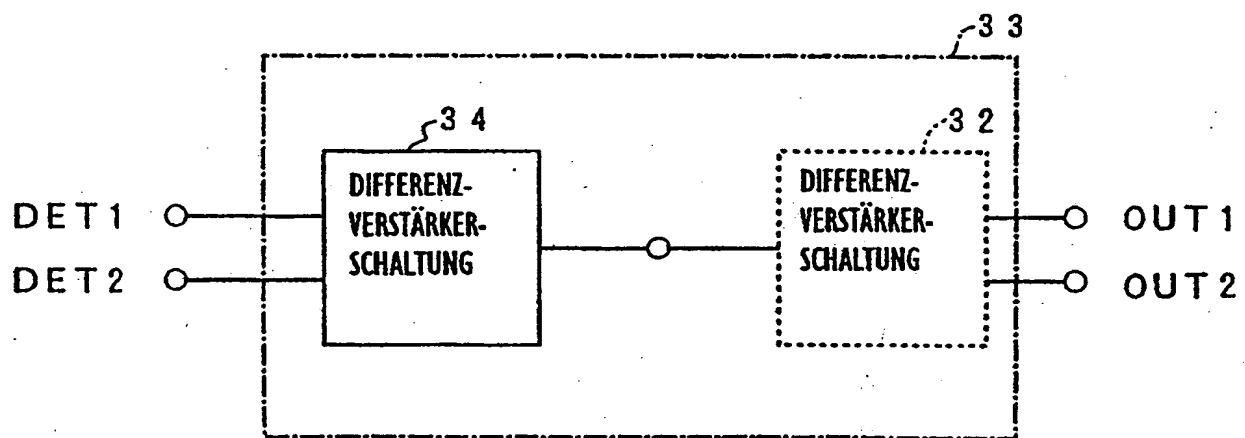 33
34
32
DIFFERENZ-
VERSTÄRKER-
SCHALTUNG
DIFFERENZ-
VERSTÄRKER-
SCHALTUNG
DET1
DET2
OUT1
OUT2